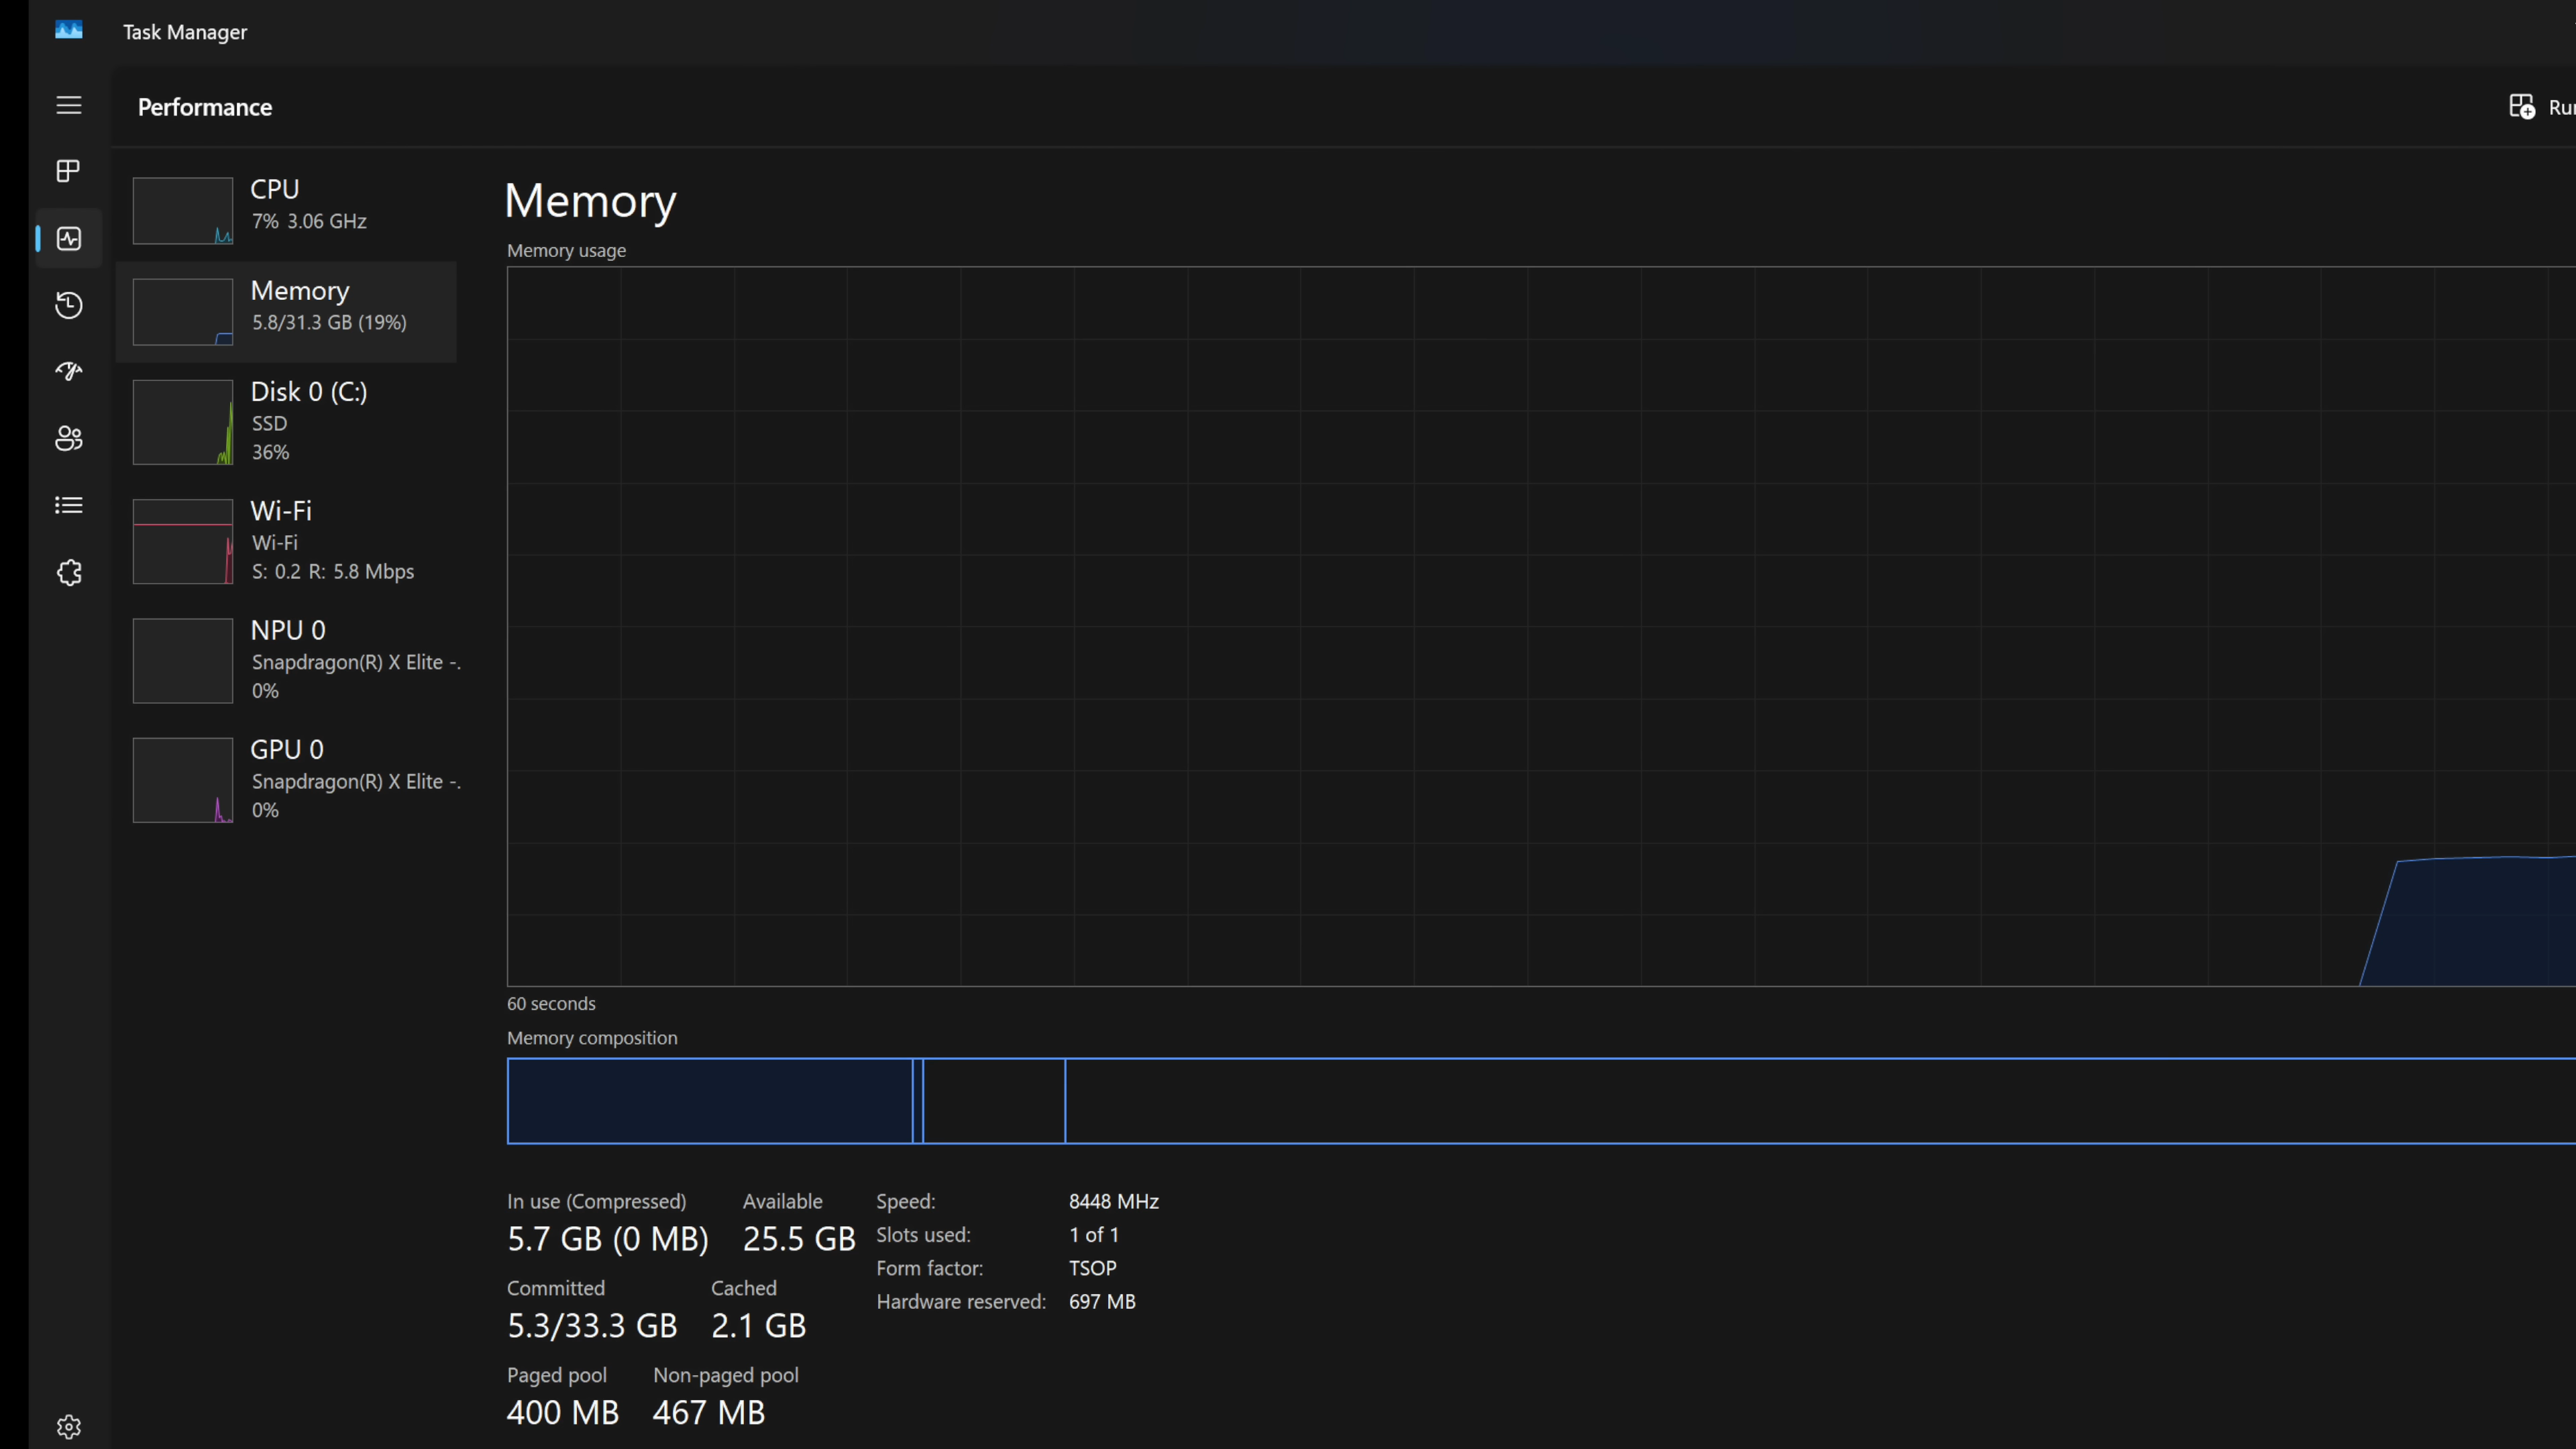 Task Manager
Performance
CPU
7% 3.06 GHz
Memory
5.8/31.3 GB (19%)
Disk 0 (C:)
SSD
36%
Wi-Fi
Wi-Fi
S: 0.2 R: 5.8 Mbps
NPU 0
Snapdragon(R) X Elite -.
0%
GPU 0
Snapdragon(R) X Elite -.
0%
Memory
Memory usage
60 seconds
Memory composition
In use (Compressed)
5.7 GB (0 MB)
Available
25.5 GB
Committed
5.3/33.3 GB
Cached
2.1 GB
Paged pool
400 MB
Non-paged pool
467 MB
Speed: 8448 MHz
Slots used: 1 of 1
Form factor: TSOP
Hardware reserved: 697 MB